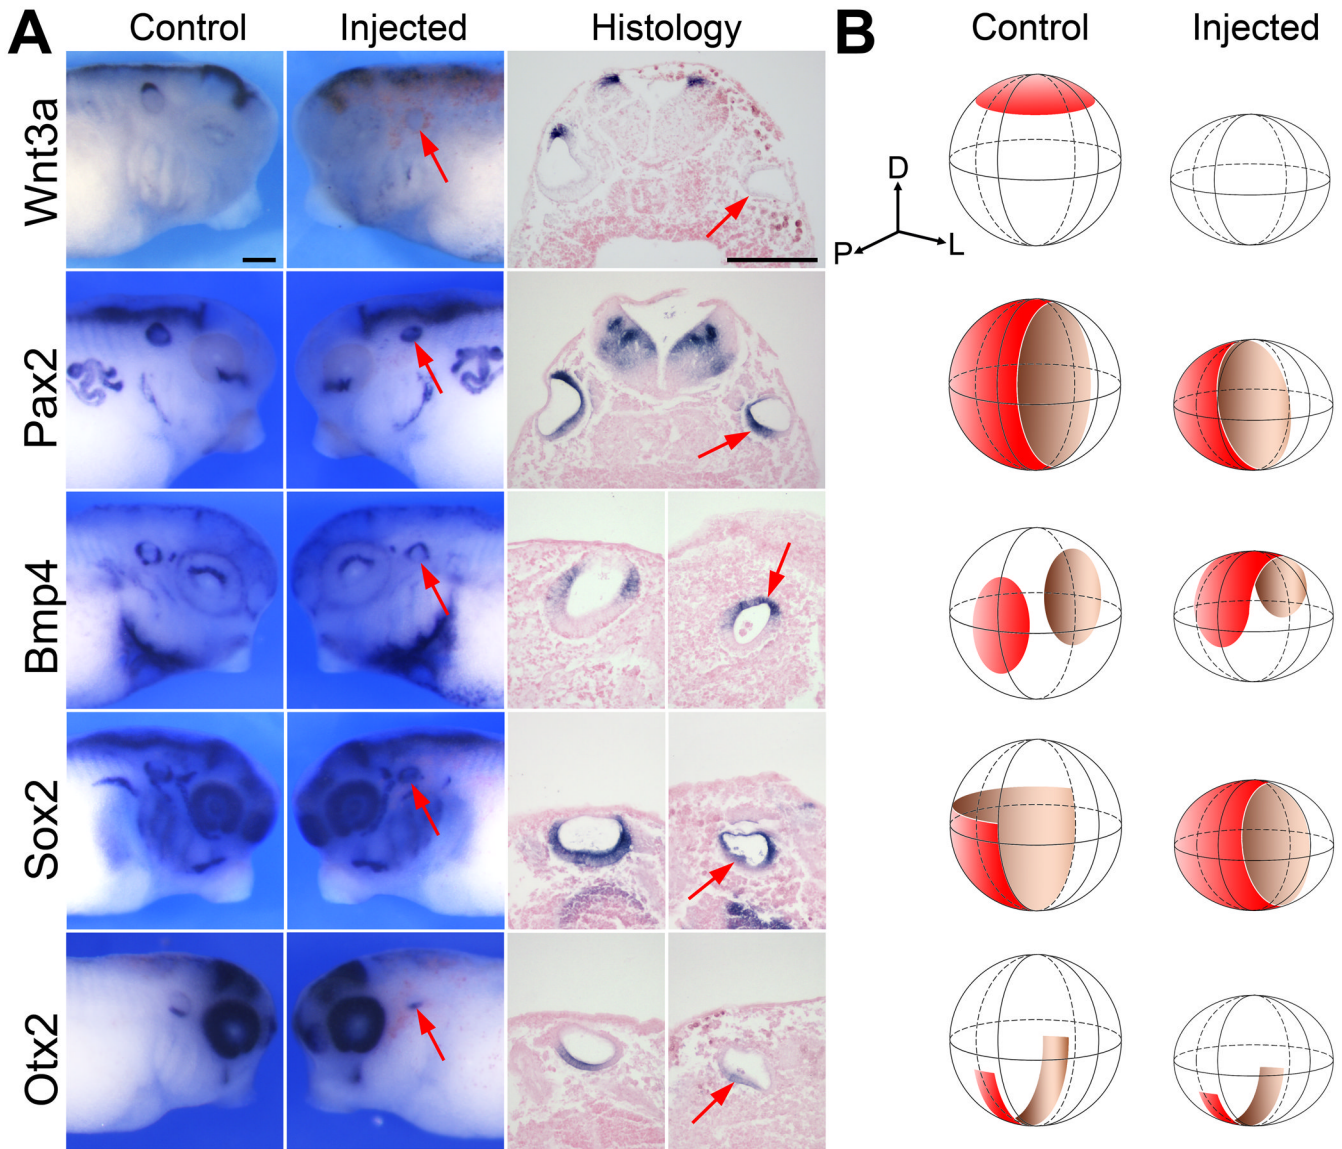 A Control Injected Histology B Control Injected
Wnt3a
D
P L
Pax2
Bmp4
Sox2
Otx2